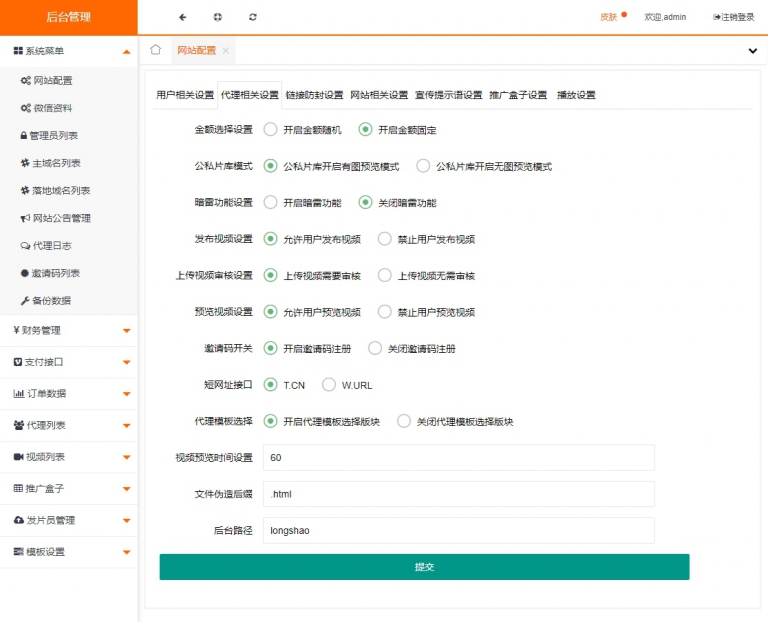 后台管理
皮肤
欢迎,admin
注销登录
系统菜单
网站配置
微信资料
管理员列表
主域名列表
落地域名列表
网站公告管理
代理日志
邀请码列表
备份数据
¥财务管理
支付接口
订单数据
代理列表
视频列表
推广盒子
发片员管理
模板设置
网站配置 ×
用户相关设置 代理相关设置 链接防封设置 网站相关设置 宣传提示语设置 推广盒子设置 播放设置
金额选择设置 开启金额随机 开启金额固定
公私片库模式 公私片库开启有图预览模式 公私片库开启无图预览模式
暗雷功能设置 开启暗雷功能 关闭暗雷功能
发布视频设置 允许用户发布视频 禁止用户发布视频
上传视频审核设置 上传视频需要审核 上传视频无需审核
预览视频设置 允许用户预览视频 禁止用户预览视频
邀请码开关 开启邀请码注册 关闭邀请码注册
短网址接口 T.CN W.URL
代理模板选择 开启代理模板选择版块 关闭代理模板选择版块
视频预览时间设置 60
文件伪造后缀 .html
后台路径 longshao
提交